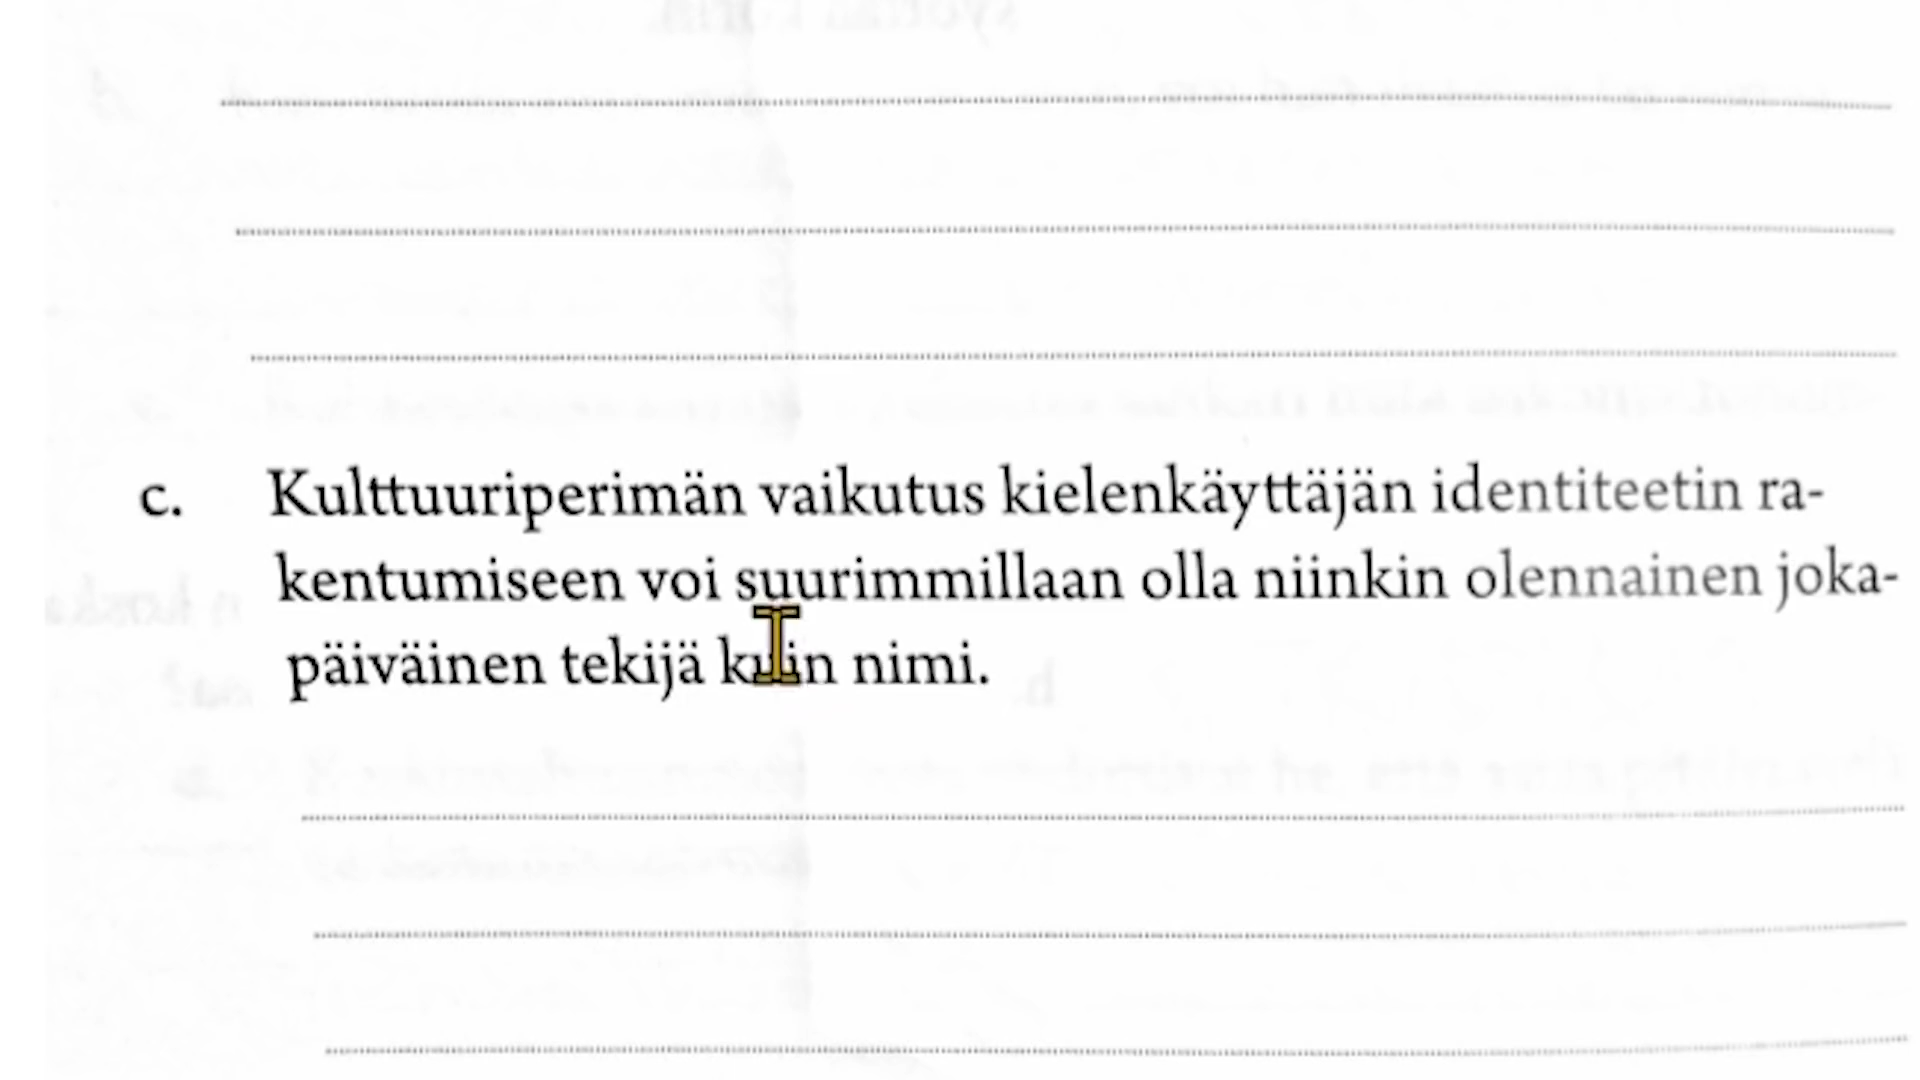 c. Kulttuuriperimän vaikutus kielenkäyttäjän identiteetin ra-
kentumiseen voi suurimmillaan olla niinkin olennainen joka-
päiväinen tekijä kuin nimi.